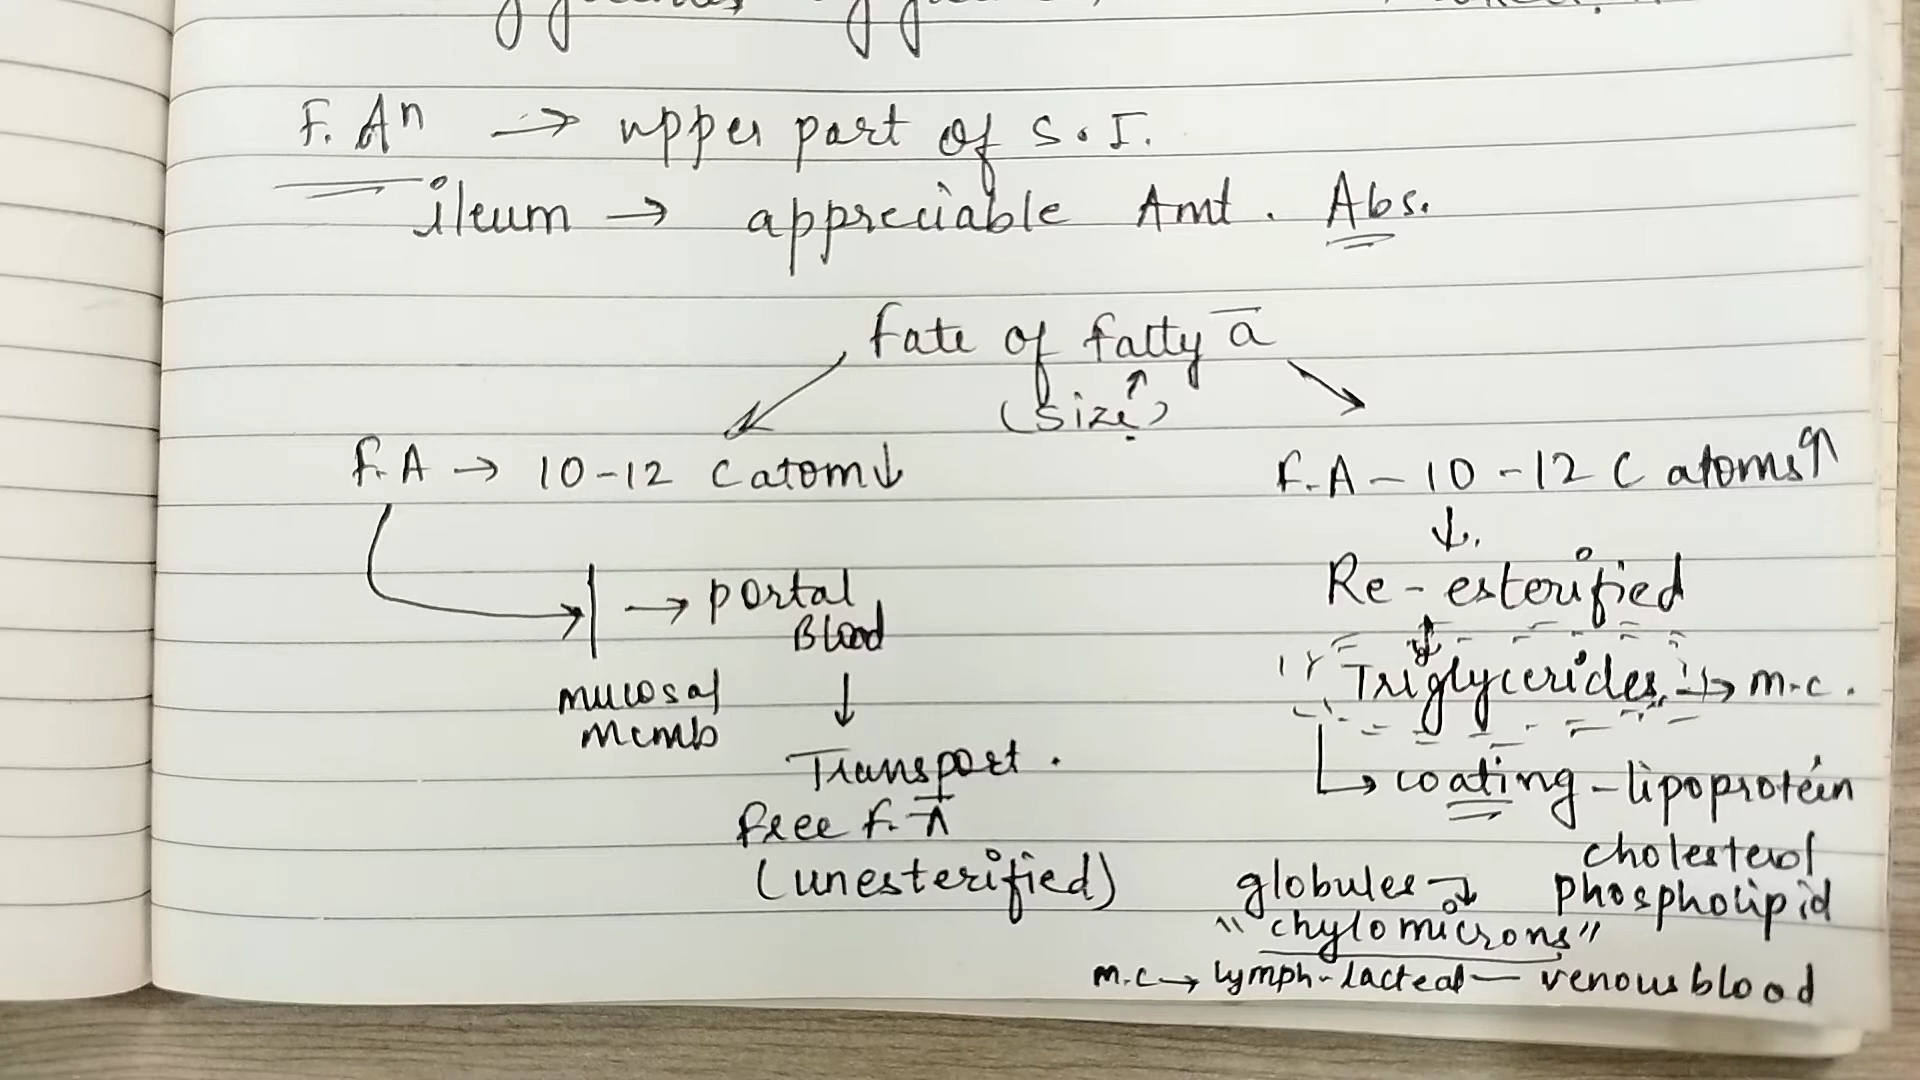 F. Aⁿ → upper part of S.I.
ileum → appreciable Amt. Abs.
Fate of fatty a̅
(size)
F.A → 10-12 C atom↓
F.A - 10-12 C atoms↑
→ portal
Blood
mucosal
memb
↓
Transport.
free F. A̅
(unesterified)
↓
Re-esterified
Triglycerides → m.c.
↳ coating - lipoprotein
cholesterol
phospholipid
globules →
"chylomicrons"
m.c → lymph - lacteal — venous blood